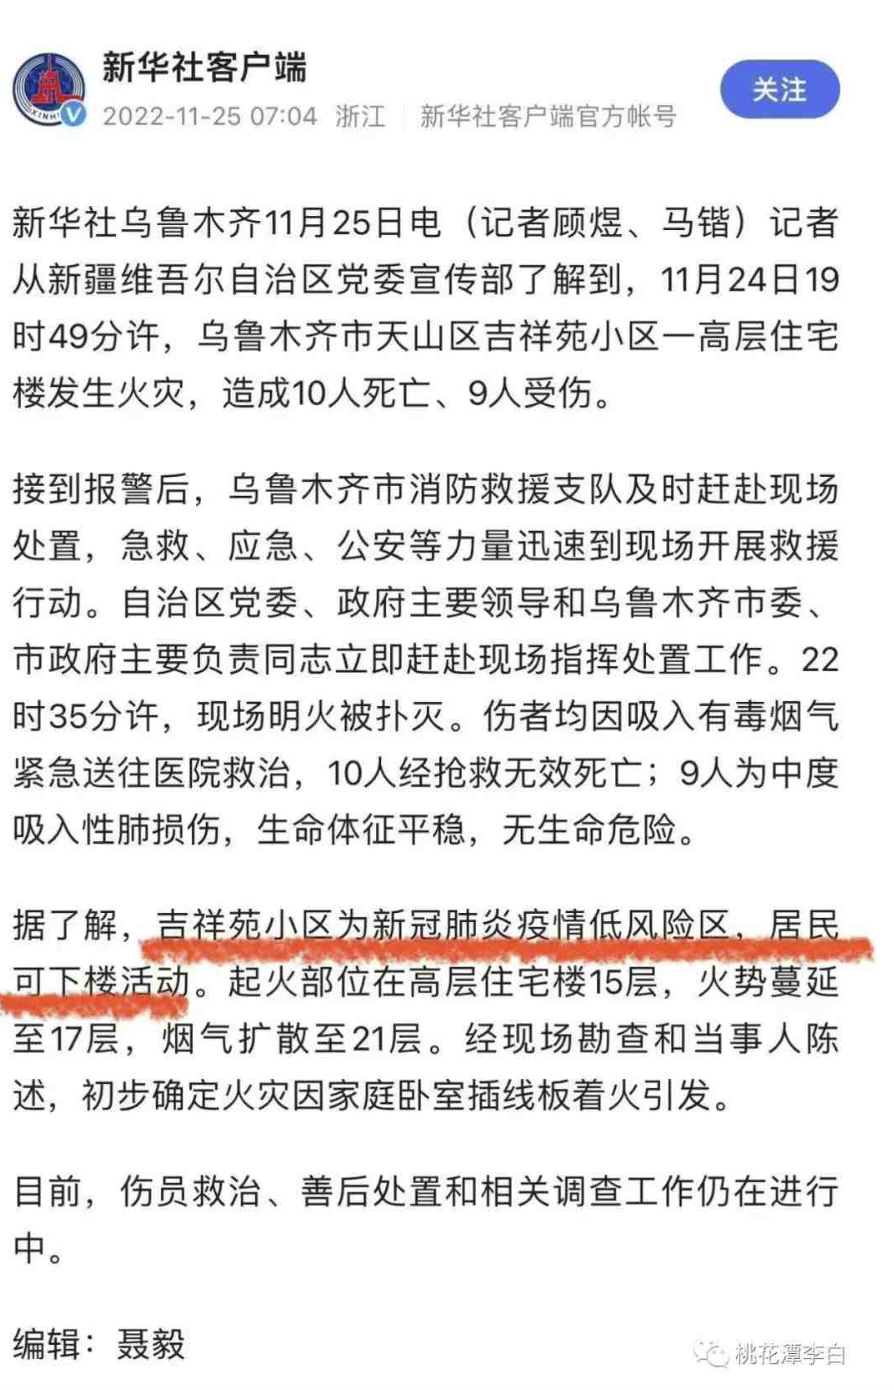 新华社客户端
2022-11-25 07:04 浙江 新华社客户端官方帐号
关注
XINH
新华社乌鲁木齐11月25日电（记者顾煜、马锴）记者
从新疆维吾尔自治区党委宣传部了解到，11月24日19
时49分许，乌鲁木齐市天山区吉祥苑小区一高层住宅
楼发生火灾，造成10人死亡、9人受伤。
接到报警后，乌鲁木齐市消防救援支队及时赶赴现场
处置，急救、应急、公安等力量迅速到现场开展救援
行动。自治区党委、政府主要领导和乌鲁木齐市委、
市政府主要负责同志立即赶赴现场指挥处置工作。22
时35分许，现场明火被扑灭。伤者均因吸入有毒烟气
紧急送往医院救治，10人经抢救无效死亡；9人为中度
吸入性肺损伤，生命体征平稳，无生命危险。
据了解，吉祥苑小区为新冠肺炎疫情低风险区，居民
可下楼活动。起火部位在高层住宅楼15层，火势蔓延
至17层，烟气扩散至21层。经现场勘查和当事人陈
述，初步确定火灾因家庭卧室插线板着火引发。
目前，伤员救治、善后处置和相关调查工作仍在进行
中。
编辑：聂毅
桃花潭李白